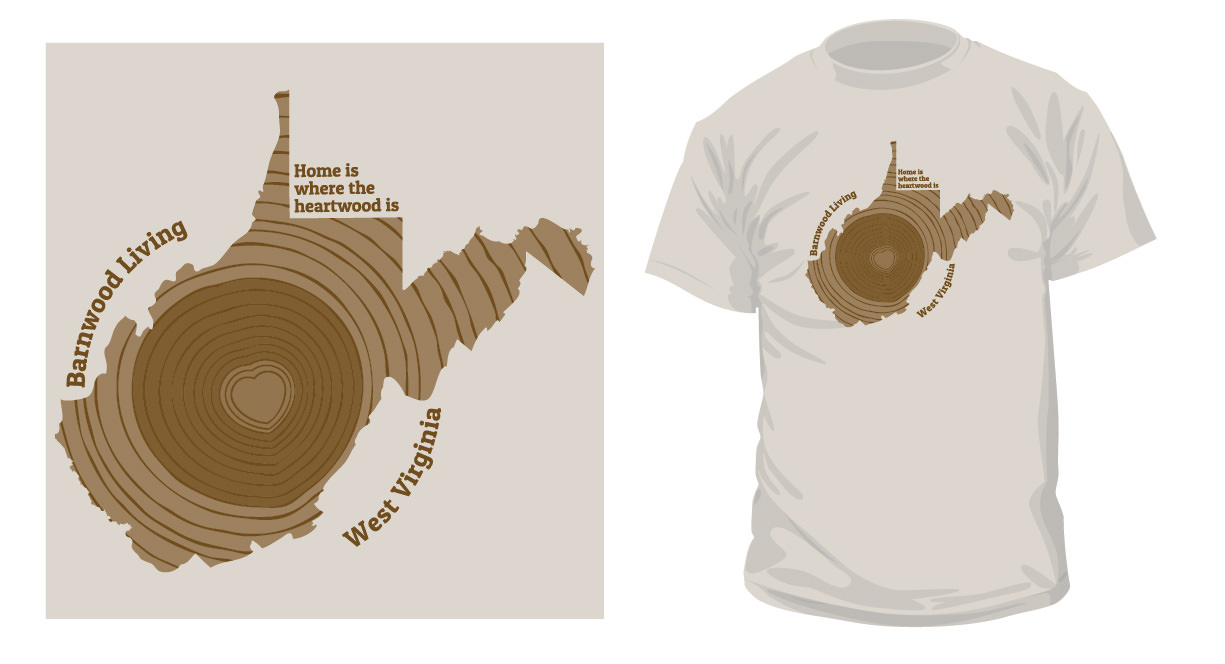 Home is
where the
heartwood is
Barnwood Living
West Virginia
Home is
where the
heartwood is
Barnwood Living
West Virginia